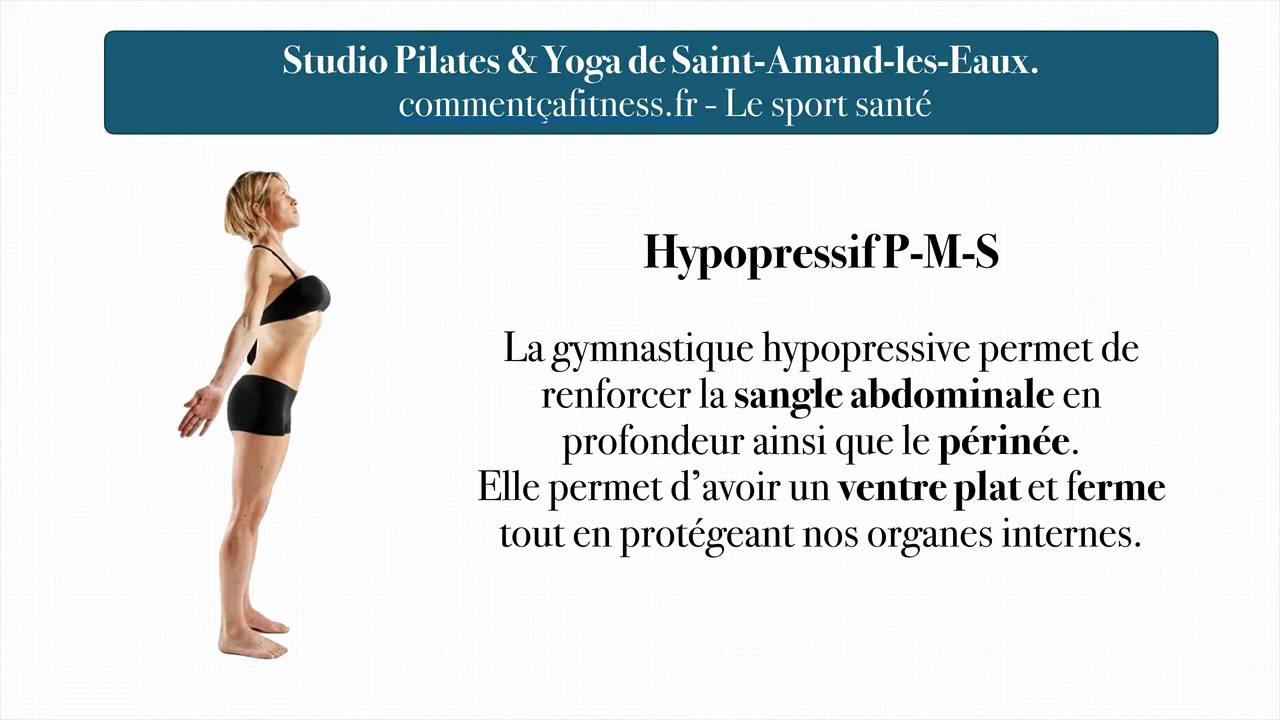 Studio Pilates & Yoga de Saint-Amand-les-Eaux.
commentçafitness.fr - Le sport santé
Hypopressif P-M-S
La gymnastique hypopressive permet de
renforcer la sangle abdominale en
profondeur ainsi que le périnée.
Elle permet d’avoir un ventre plat et ferme
tout en protégeant nos organes internes.